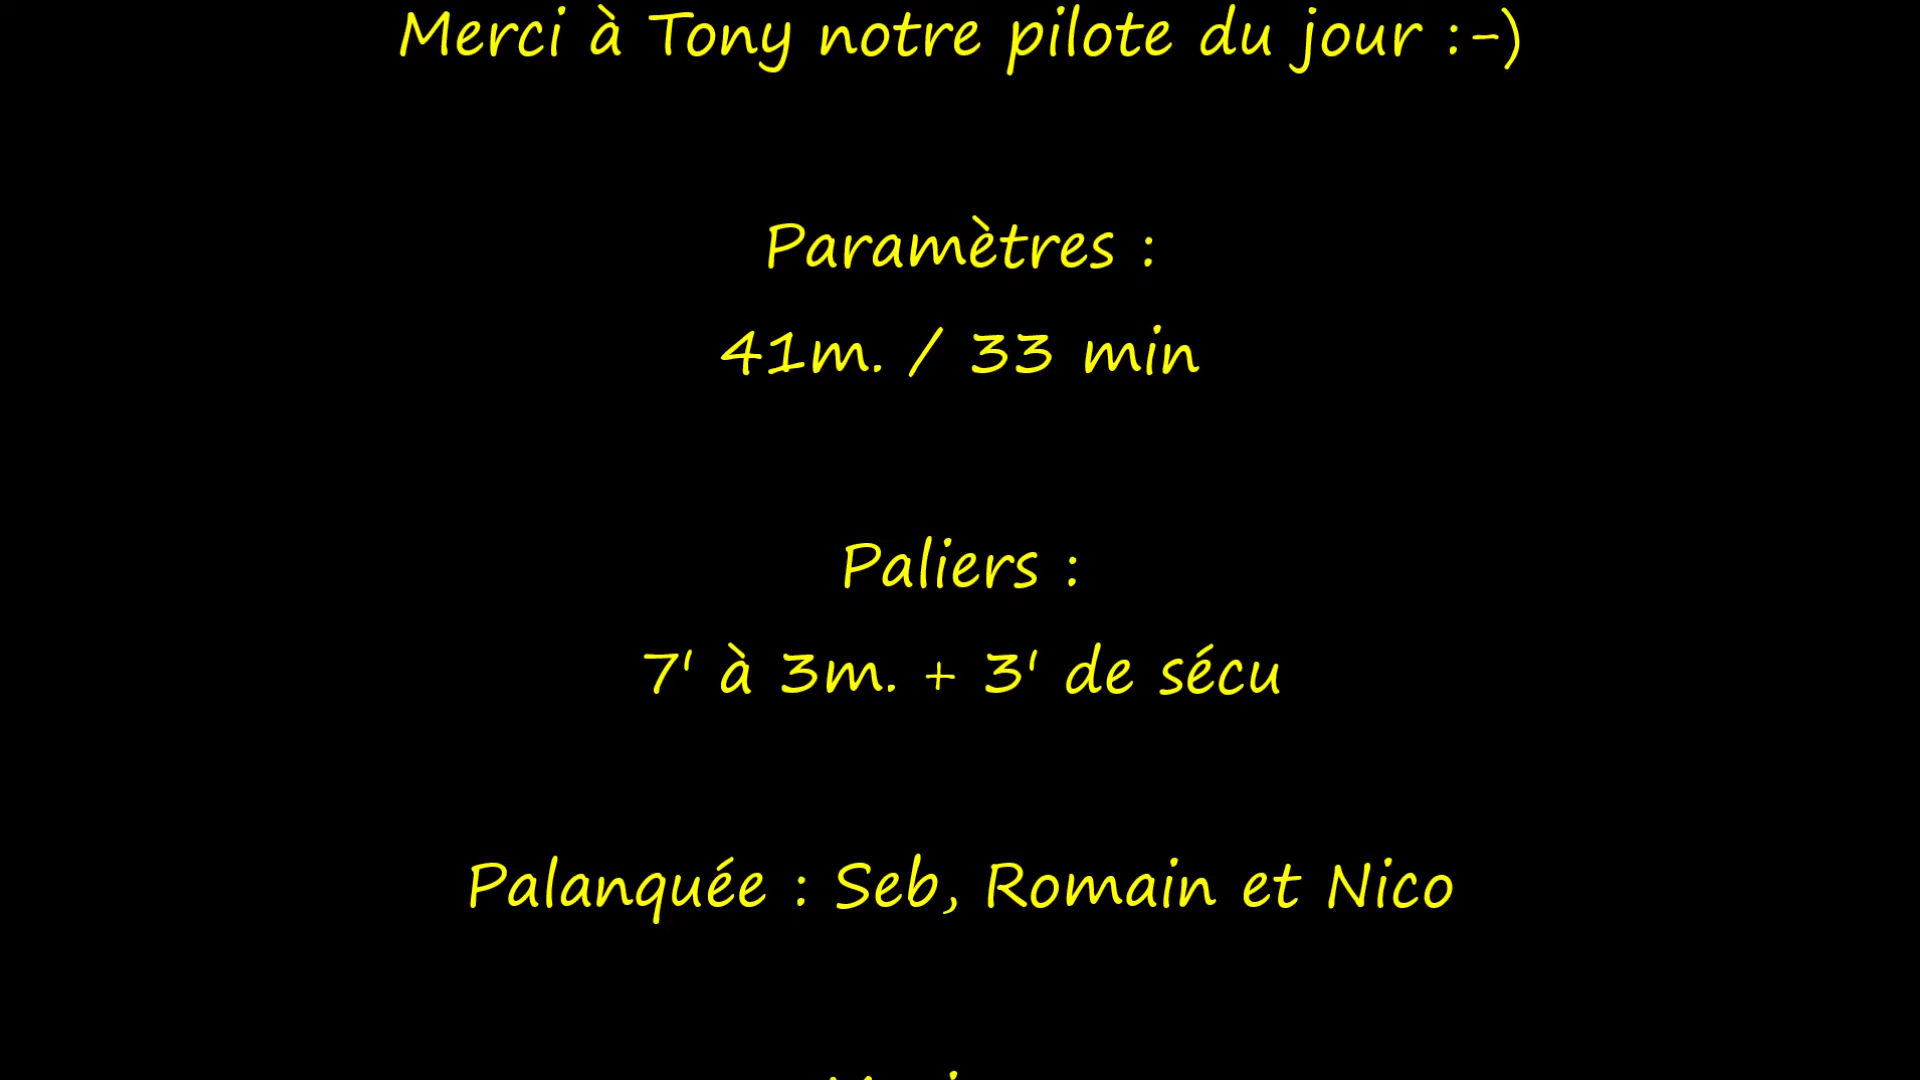 Merci à Tony notre pilote du jour :-)
Paramètres :
41m. / 33 min
Paliers :
7' à 3m. + 3' de sécu
Palanquée : Seb, Romain et Nico